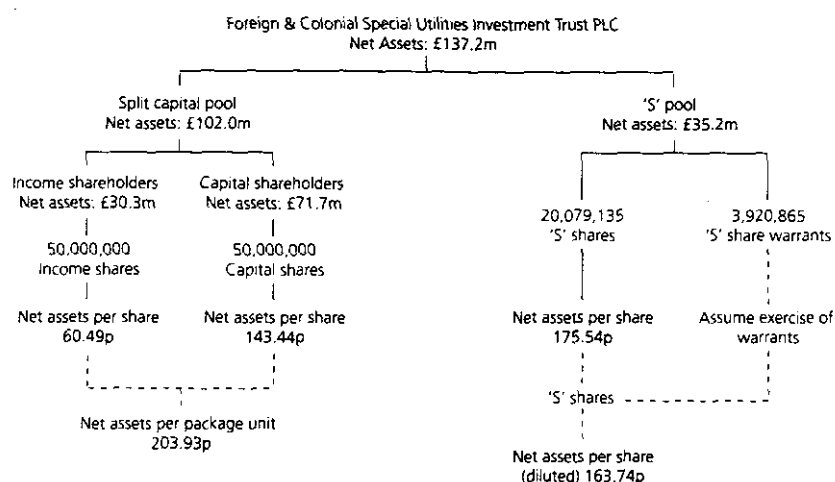 Foreign & Colonial Special Utilities Investment Trust PLC
Net Assets: £137.2m
Split capital pool
Net assets: £102.0m
'S' pool
Net assets: £35.2m
Income shareholders
Net assets: £30.3m
Capital shareholders
Net assets: £71.7m
50,000,000
Income shares
50,000,000
Capital shares
20,079,135
'S' shares
3,920,865
'S' share warrants
Net assets per share
60.49p
Net assets per share
143.44p
Net assets per share
175.54p
Assume exercise of
warrants
Net assets per package unit
203.93p
'S' shares
Net assets per share
(diluted) 163.74p